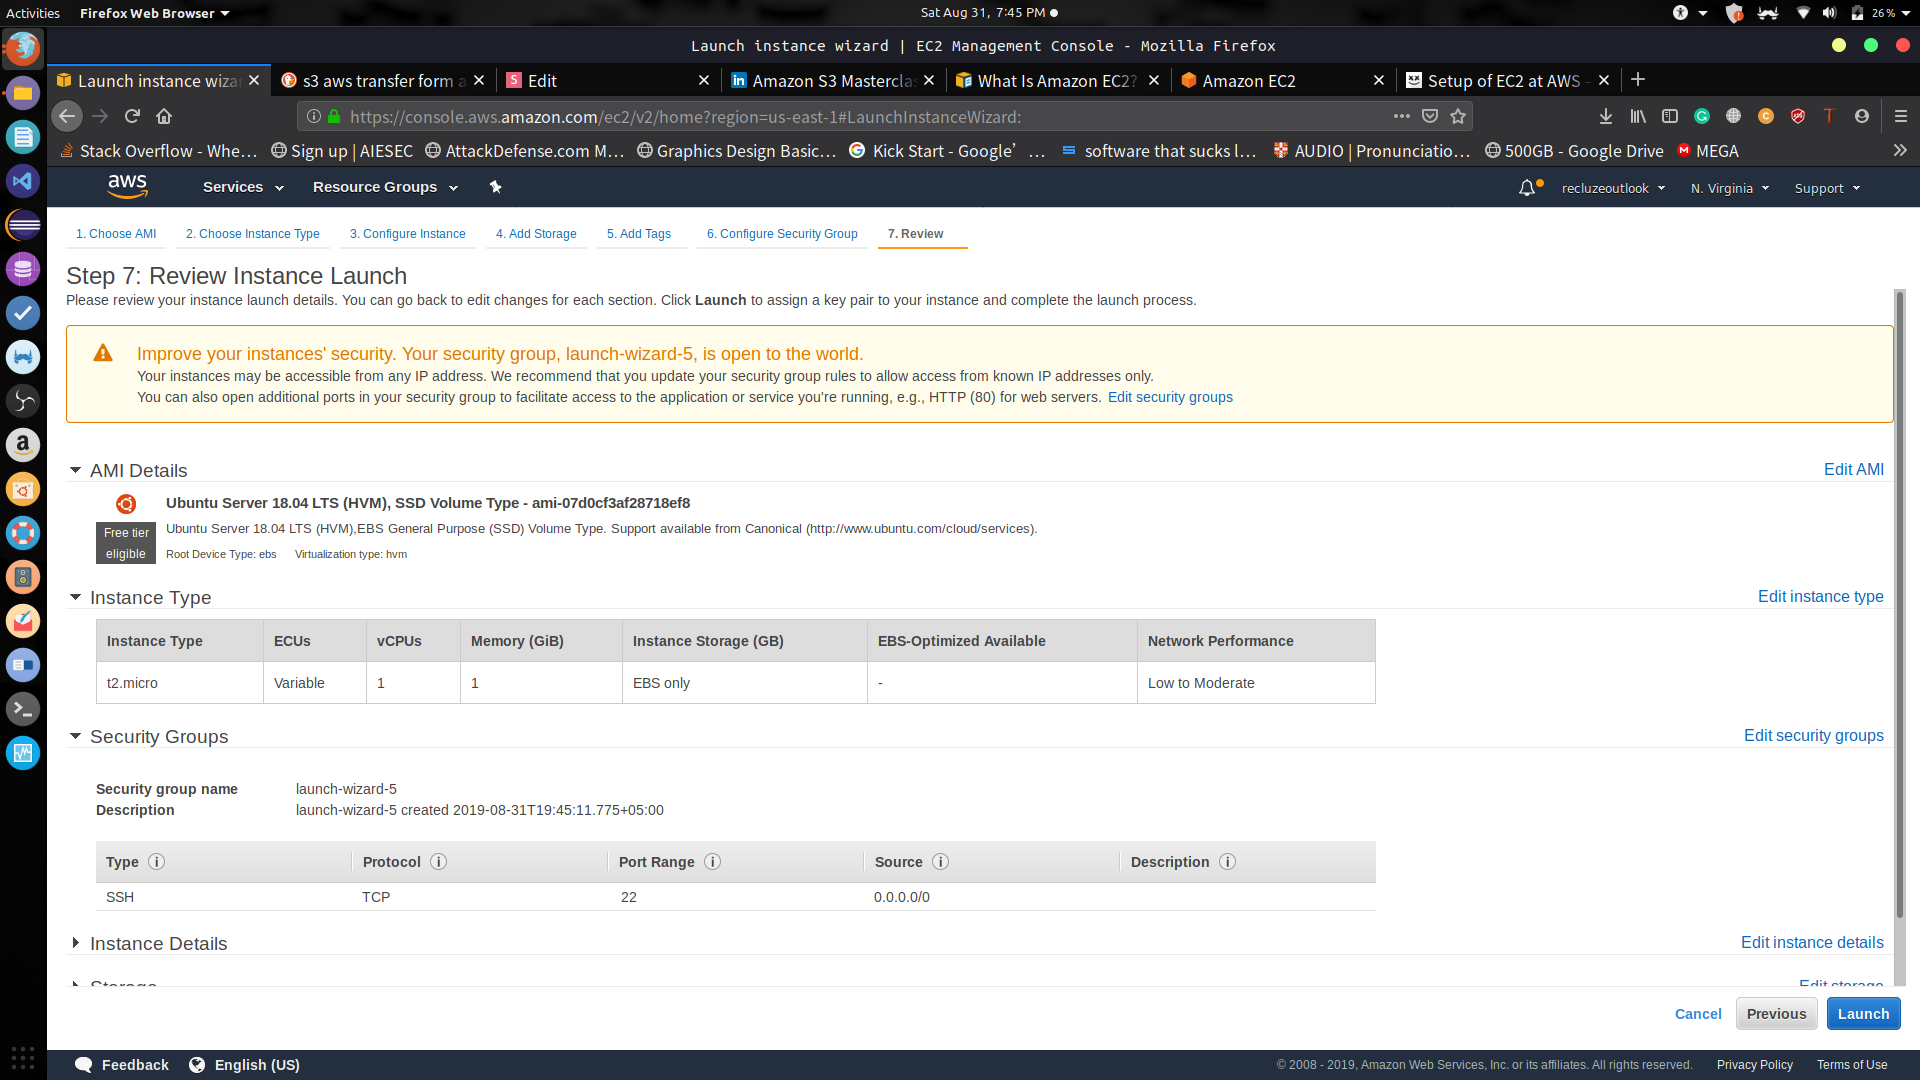 Activities Firefox Web Browser Sat Aug 31, 7:45 PM 26 %
Launch instance wizard | EC2 Management Console - Mozilla Firefox
Launch instance wiza s3 aws transfer form a Edit Amazon S3 Mastercla What Is Amazon EC2? Amazon EC2 Setup of EC2 at AWS -
https://console.aws.amazon.com/ec2/v2/home?region=us-east-1#LaunchInstanceWizard:
Stack Overflow - Whe… Sign up | AIESEC AttackDefense.com M… Graphics Design Basic… Kick Start - Google’ … software that sucks l… AUDIO | Pronunciatio… 500GB - Google Drive MEGA
aws Services Resource Groups recluzeoutlook N. Virginia Support
1. Choose AMI 2. Choose Instance Type 3. Configure Instance 4. Add Storage 5. Add Tags 6. Configure Security Group 7. Review
Step 7: Review Instance Launch
Please review your instance launch details. You can go back to edit changes for each section. Click Launch to assign a key pair to your instance and complete the launch process.
Improve your instances' security. Your security group, launch-wizard-5, is open to the world.
Your instances may be accessible from any IP address. We recommend that you update your security group rules to allow access from known IP addresses only.
You can also open additional ports in your security group to facilitate access to the application or service you're running, e.g., HTTP (80) for web servers. Edit security groups
AMI Details Edit AMI
Ubuntu Server 18.04 LTS (HVM), SSD Volume Type - ami-07d0cf3af28718ef8
Free tier eligible
Ubuntu Server 18.04 LTS (HVM),EBS General Purpose (SSD) Volume Type. Support available from Canonical (http://www.ubuntu.com/cloud/services).
Root Device Type: ebs Virtualization type: hvm
Instance Type Edit instance type
Instance Type ECUs vCPUs Memory (GiB) Instance Storage (GB) EBS-Optimized Available Network Performance
t2.micro Variable 1 1 EBS only - Low to Moderate
Security Groups Edit security groups
Security group name launch-wizard-5
Description launch-wizard-5 created 2019-08-31T19:45:11.775+05:00
Type Protocol Port Range Source Description
SSH TCP 22 0.0.0.0/0
Instance Details Edit instance details
Storage Edit storage
Cancel Previous Launch
Feedback English (US) © 2008 - 2019, Amazon Web Services, Inc. or its affiliates. All rights reserved. Privacy Policy Terms of Use